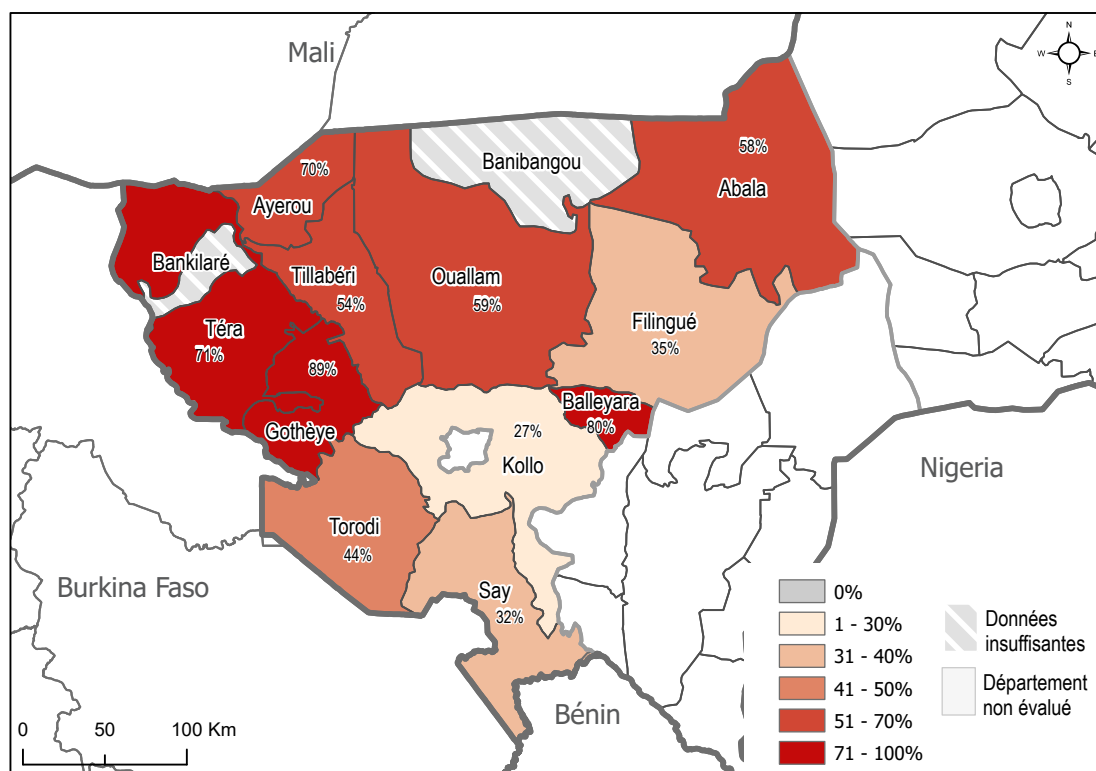 Mali
N
W
E
S
58%
Abala
Banibangou
70%
Ayerou
Bankilaré
Tillabéri
54%
Ouallam
59%
Filingué
35%
Téra
71%
89%
Gothèye
Balleyara
80%
27%
Kollo
Nigeria
Torodi
44%
Say
32%
Burkina Faso
Bénin
0%
1 - 30%
31 - 40%
41 - 50%
51 - 70%
71 - 100%
Données
insuffisantes
Département
non évalué
0 50 100 Km